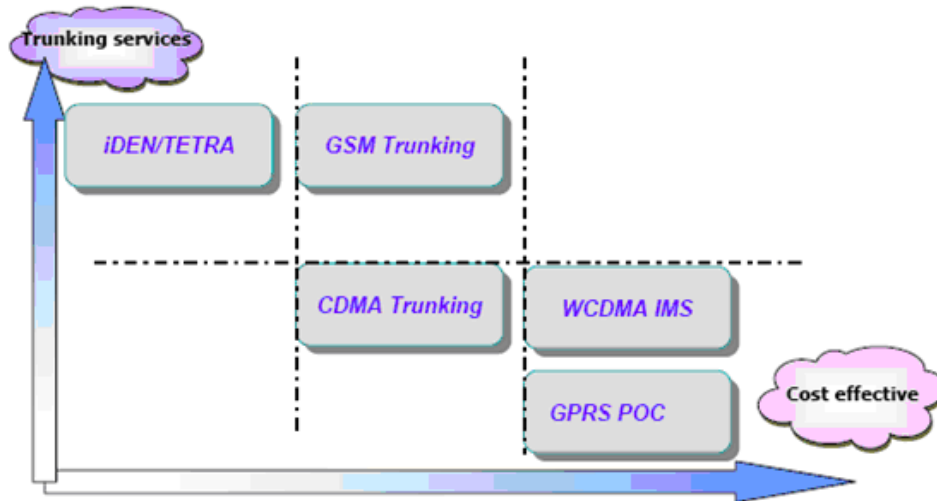 Trunking services
iDEN/TETRA
GSM Trunking
CDMA Trunking
WCDMA IMS
GPRS POC
Cost effective